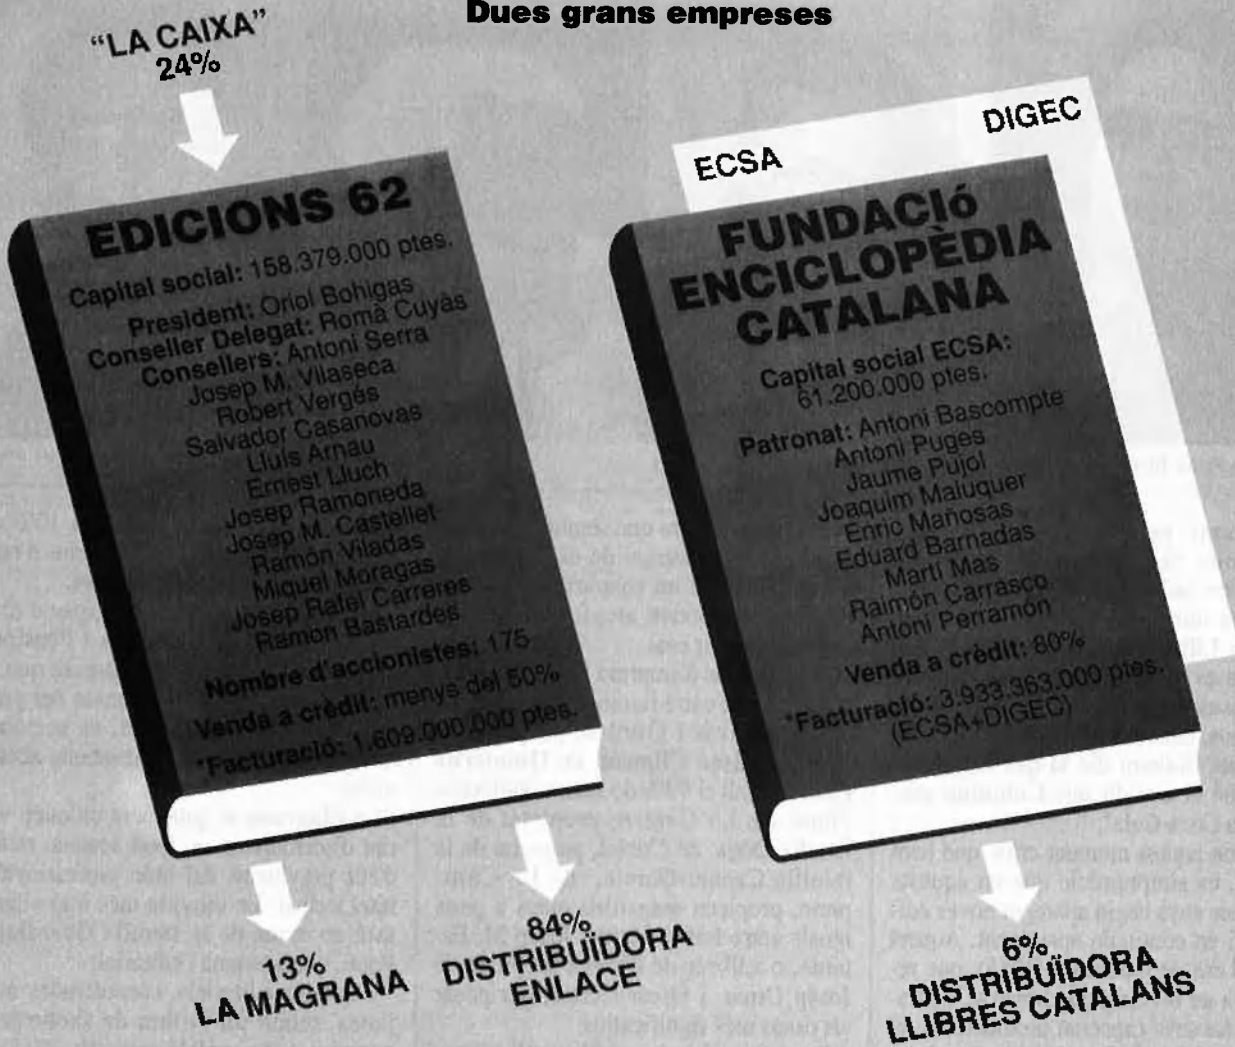 Dues grans empreses
"LA CAIXA"
24%
EDICIONS 62
Capital social: 158.379.000 ptes.
President: Oriol Bohigas
Conseller Delegat: Romà Cuyàs
Consellers: Antoni Serra
Josep M. Vilaseca
Robert Vergés
Salvador Casanovas
Lluís Arnau
Ernest Lluch
Josep Ramoneda
Josep M. Castellet
Ramón Viladas
Miquel Moragas
Josep Rafel Carreres
Ramon Bastardes
Nombre d'accionistes: 175
Venda a crèdit: menys del 50%
*Facturació: 1.609.000.000 ptes.
13%
LA MAGRANA
84%
DISTRIBUÏDORA
ENLACE
ECSA
DIGEC
FUNDACIó
ENCICLOPÈDIA
CATALANA
Capital social ECSA:
61.200.000 ptes.
Patronat: Antoni Bascompte
Antoni Puges
Jaume Pujol
Joaquim Maluquer
Enric Mañosas
Eduard Barnadas
Martí Mas
Raimón Carrasco
Antoni Perramón
Venda a crèdit: 80%
*Facturació: 3.933.363.000 ptes.
(ECSA+DIGEC)
6%
DISTRIBUÏDORA
LLIBRES CATALANS